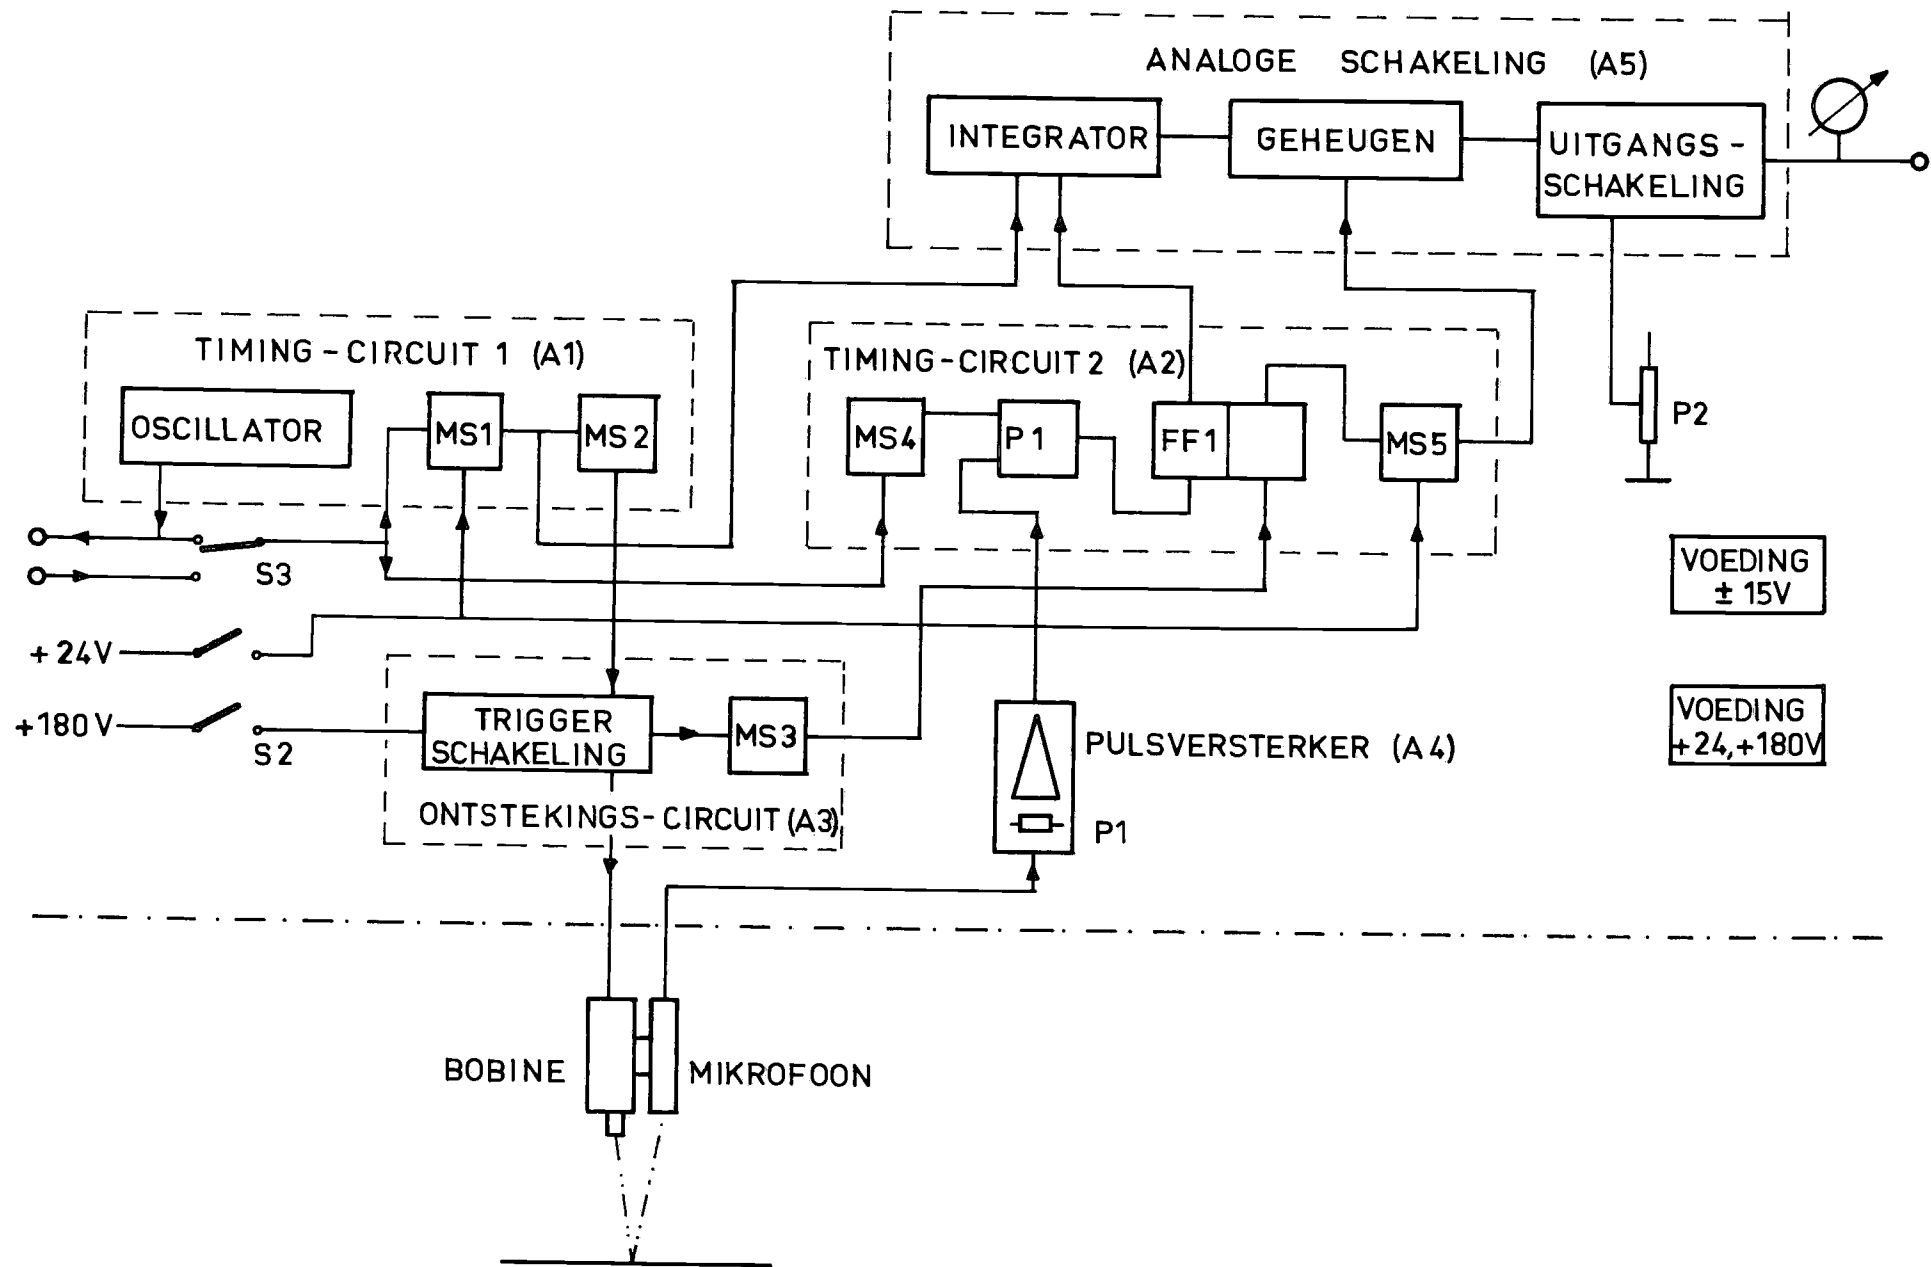 ANALOGE SCHAKELING (A5)
INTEGRATOR
GEHEUGEN
UITGANGS-
SCHAKELING
TIMING-CIRCUIT 1 (A1)
OSCILLATOR
MS1
MS2
TIMING-CIRCUIT 2 (A2)
MS4
P1
FF1
MS5
P2
S3
VOEDING
± 15V
+ 24V
+180V
S2
TRIGGER
SCHAKELING
MS3
ONTSTEKINGS-CIRCUIT (A3)
PULSVERSTERKER (A4)
P1
VOEDING
+24,+180V
BOBINE
MIKROFOON